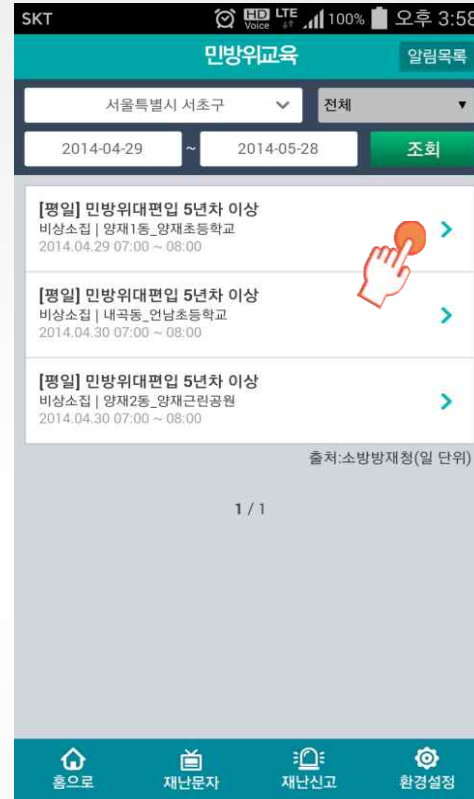 SKT HD Voice LTE 100% 오후 3:58
민방위교육 알림목록
서울특별시 서초구 전체
2014-04-29 ~ 2014-05-28 조회
[평일] 민방위대편입 5년차 이상
비상소집 | 양재1동_양재초등학교
2014.04.29 07:00 ~ 08:00
[평일] 민방위대편입 5년차 이상
비상소집 | 내곡동_언남초등학교
2014.04.30 07:00 ~ 08:00
[평일] 민방위대편입 5년차 이상
비상소집 | 양재2동_양재근린공원
2014.04.30 07:00 ~ 08:00
출처:소방방재청(일 단위)
1 / 1
홈으로 재난문자 재난신고 환경설정